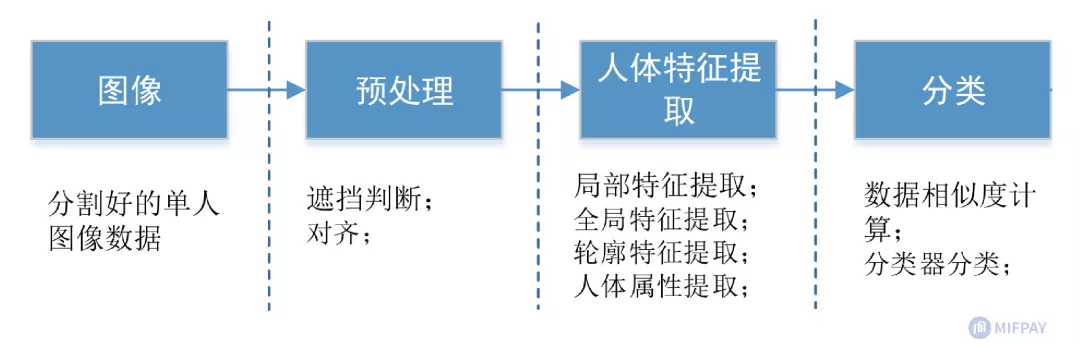 图像
预处理
人体特征提
取
分类
分割好的单人
图像数据
遮挡判断；
对齐；
局部特征提取；
全局特征提取；
轮廓特征提取；
人体属性提取；
数据相似度计
算；
分类器分类；
MIFPAY